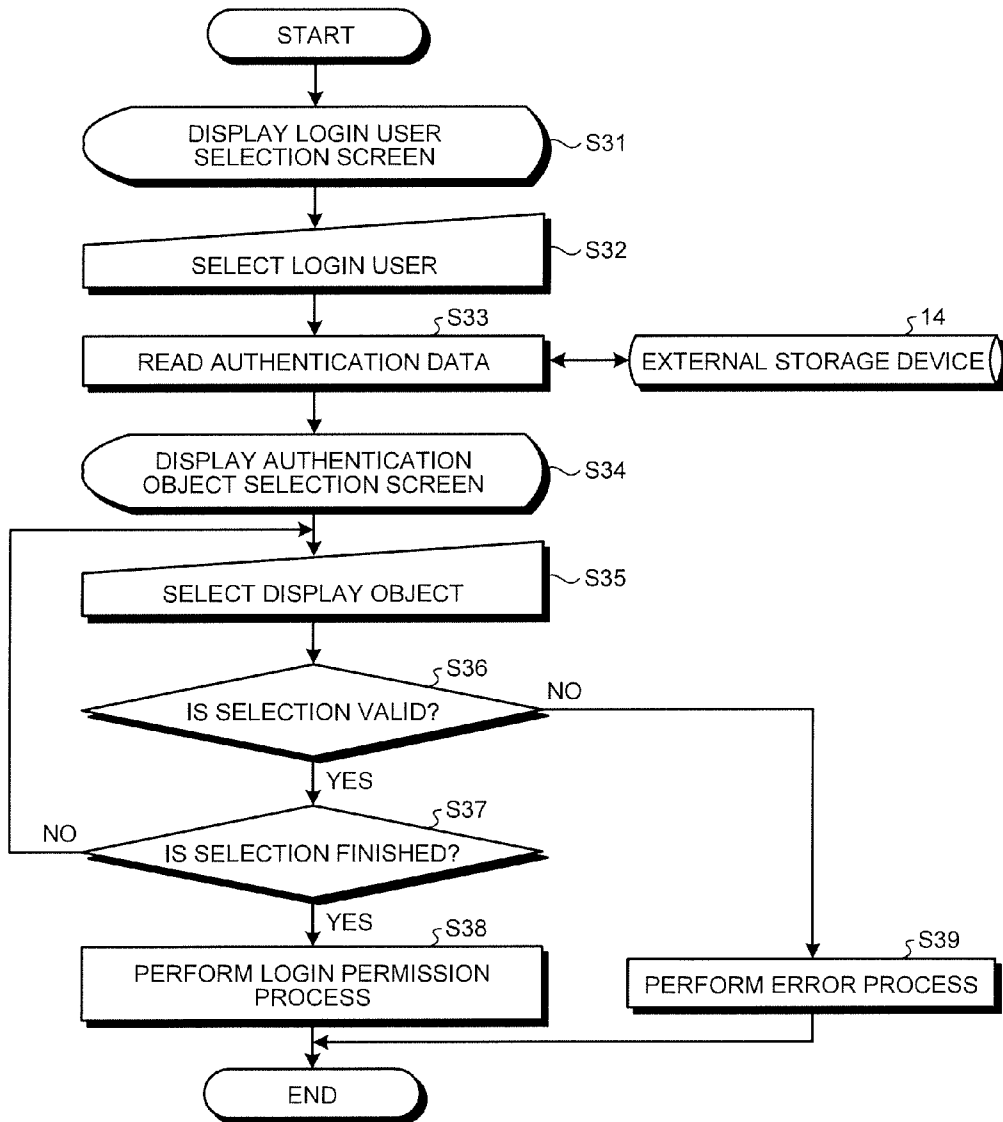 START
DISPLAY LOGIN USER
SELECTION SCREEN
S31
SELECT LOGIN USER
S32
S33
READ AUTHENTICATION DATA
14
EXTERNAL STORAGE DEVICE
DISPLAY AUTHENTICATION
OBJECT SELECTION SCREEN
S34
SELECT DISPLAY OBJECT
S35
S36
IS SELECTION VALID?
NO
YES
S37
NO
IS SELECTION FINISHED?
YES
S38
PERFORM LOGIN PERMISSION
PROCESS
S39
PERFORM ERROR PROCESS
END